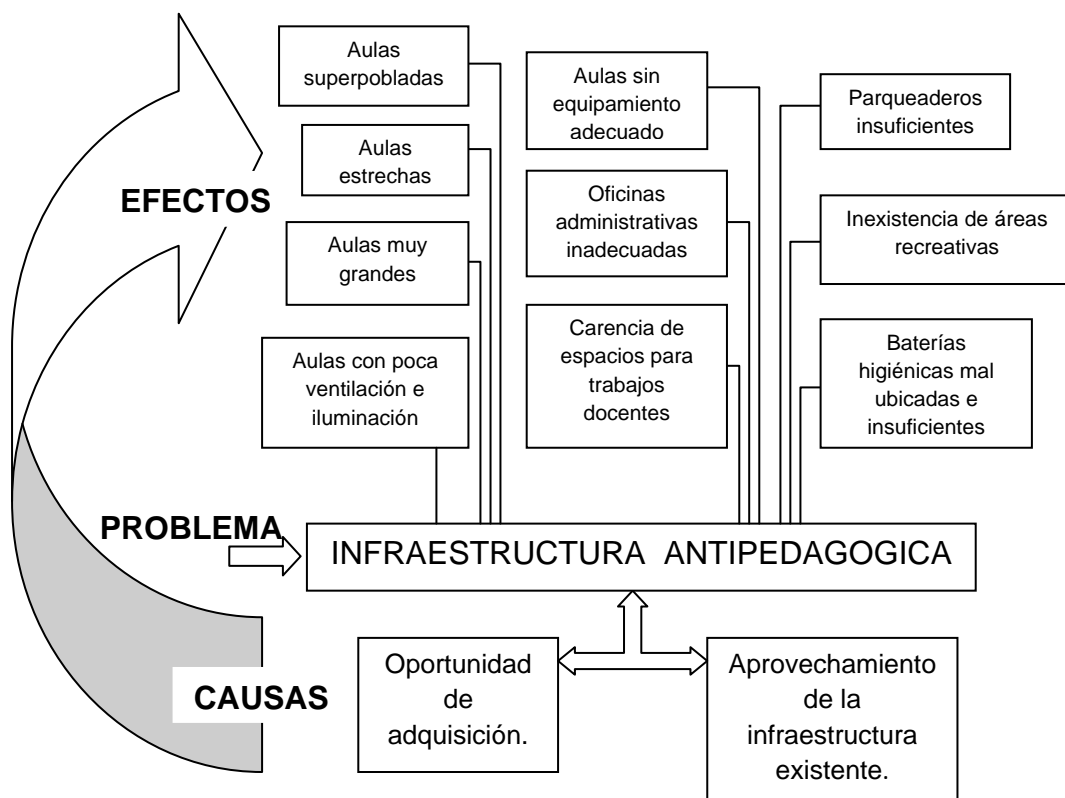 Aulas
superpobladas
Aulas sin
equipamiento
adecuado
Parqueaderos
insuficientes
Aulas
estrechas
EFECTOS
Oficinas
administrativas
inadecuadas
Inexistencia de áreas
recreativas
Aulas muy
grandes
Carencia de
espacios para
trabajos
docentes
Aulas con poca
ventilación e
iluminación
Baterías
higiénicas mal
ubicadas e
insuficientes
PROBLEMA
INFRAESTRUCTURA ANTIPEDAGOGICA
CAUSAS
Oportunidad
de
adquisición.
Aprovechamiento
de la
infraestructura
existente.